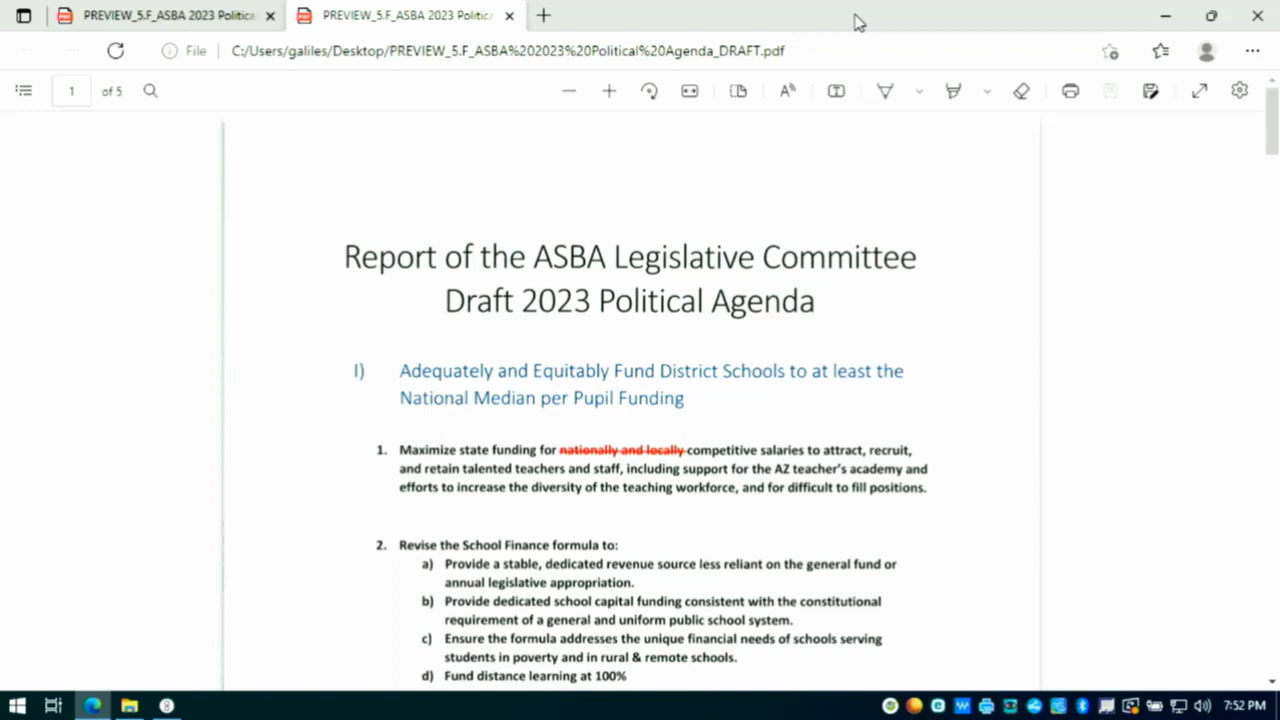 PREVIEW_5.F_ASBA 2023 Politica
PREVIEW_5.F_ASBA 2023 Politica
File
C:/Users/galiles/Desktop/PREVIEW_5.F_ASBA%202023%20Political%20Agenda_DRAFT.pdf
1 of 5
Report of the ASBA Legislative Committee
Draft 2023 Political Agenda
I) Adequately and Equitably Fund District Schools to at least the
National Median per Pupil Funding
1. Maximize state funding for nationally and locally competitive salaries to attract, recruit,
and retain talented teachers and staff, including support for the AZ teacher's academy and
efforts to increase the diversity of the teaching workforce, and for difficult to fill positions.
2. Revise the School Finance formula to:
a) Provide a stable, dedicated revenue source less reliant on the general fund or
annual legislative appropriation.
b) Provide dedicated school capital funding consistent with the constitutional
requirement of a general and uniform public school system.
c) Ensure the formula addresses the unique financial needs of schools serving
students in poverty and in rural & remote schools.
d) Fund distance learning at 100%
7:52 PM